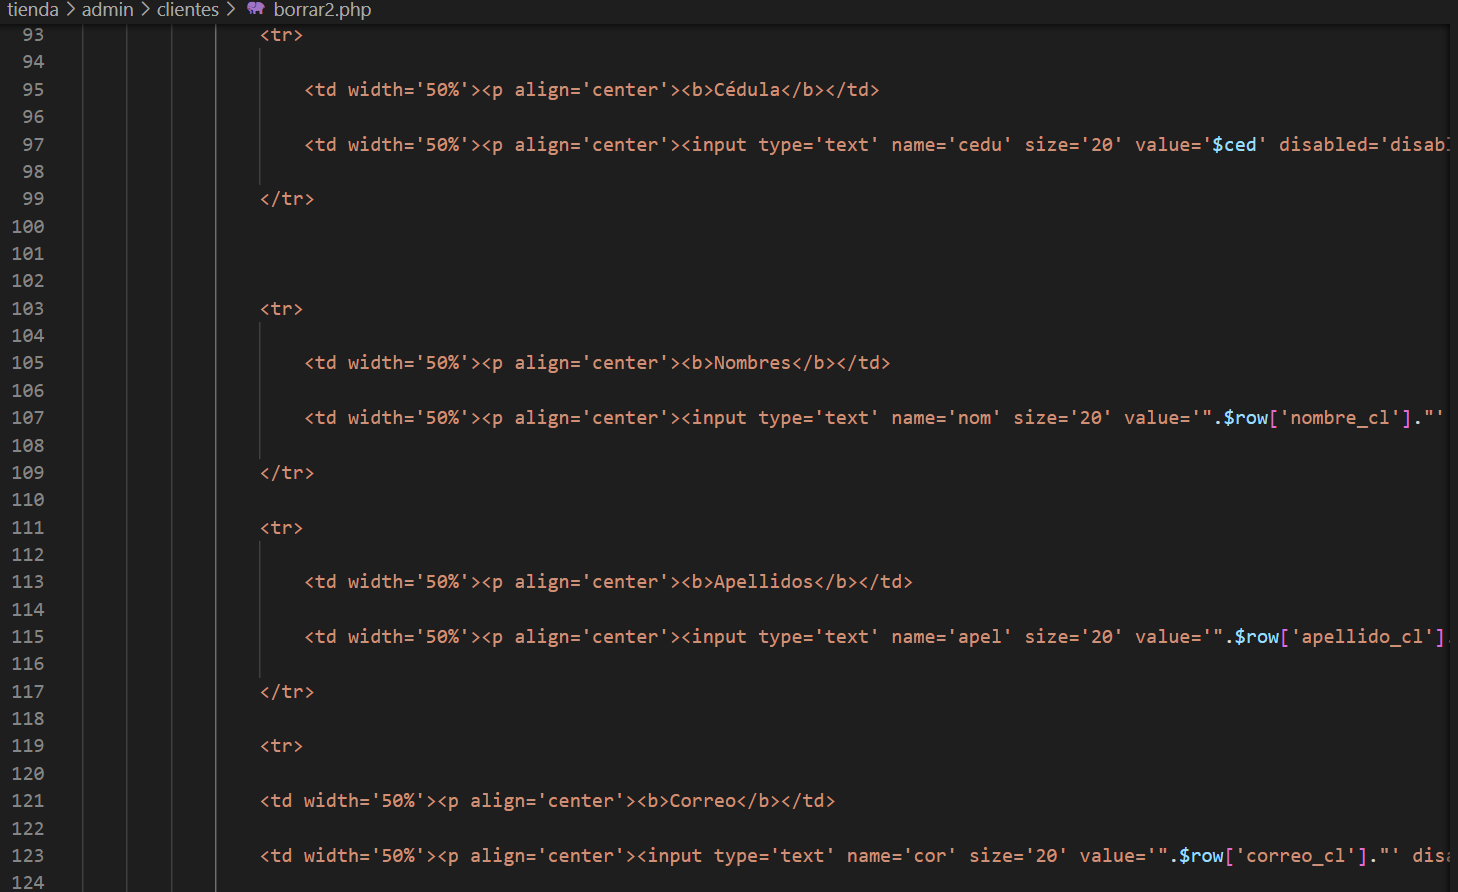 tienda > admin > clientes > borrar2.php
93 <tr>
94
95 <td width='50%'><p align='center'><b>Cédula</b></td>
96
97 <td width='50%'><p align='center'><input type='text' name='cedu' size='20' value='$ced' disabled='disabl
98
99 </tr>
100
101
102
103 <tr>
104
105 <td width='50%'><p align='center'><b>Nombres</b></td>
106
107 <td width='50%'><p align='center'><input type='text' name='nom' size='20' value='".$row['nombre_cl']."'
108
109 </tr>
110
111 <tr>
112
113 <td width='50%'><p align='center'><b>Apellidos</b></td>
114
115 <td width='50%'><p align='center'><input type='text' name='apel' size='20' value='".$row['apellido_cl'].
116
117 </tr>
118
119 <tr>
120
121 <td width='50%'><p align='center'><b>Correo</b></td>
122
123 <td width='50%'><p align='center'><input type='text' name='cor' size='20' value='".$row['correo_cl']."' disa
124